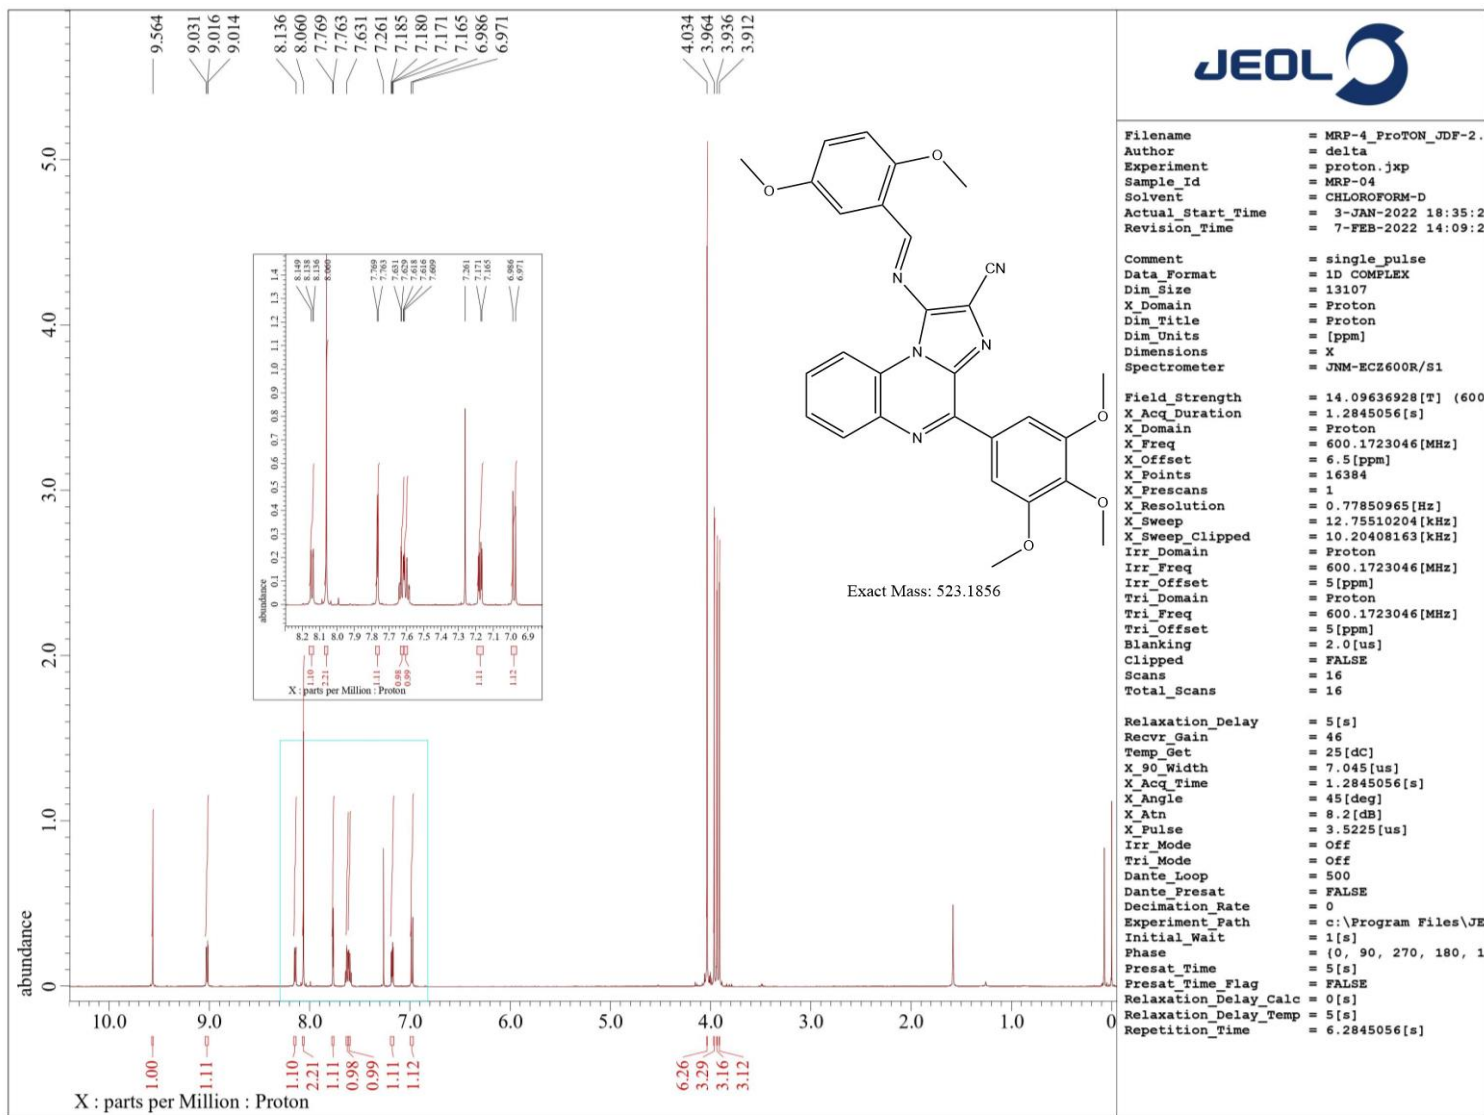 9.564
9.031
9.016
9.014
8.136
8.060
7.769
7.763
7.631
7.261
7.185
7.180
7.171
7.165
6.986
6.971
4.034
3.964
3.936
3.912
JEOL
Filename = MRP-4_ProTON_JDF-2.
Author = delta
Experiment = proton.jxp
Sample_Id = MRP-04
Solvent = CHLOROFORM-D
Actual_Start_Time = 3-JAN-2022 18:35:2
Revision_Time = 7-FEB-2022 14:09:2
Comment = single_pulse
Data_Format = 1D COMPLEX
Dim_Size = 13107
X_Domain = Proton
Dim_Title = Proton
Dim_Units = [ppm]
Dimensions = X
Spectrometer = JNM-ECZ600R/S1
Field_Strength = 14.09636928[T] (600
X_Acq_Duration = 1.2845056[s]
X_Domain = Proton
X_Freq = 600.1723046[MHz]
X_Offset = 6.5[ppm]
X_Points = 16384
X_Prescans = 1
X_Resolution = 0.77850965[Hz]
X_Sweep = 12.75510204[kHz]
X_Sweep_Clipped = 10.20408163[kHz]
Irr_Domain = Proton
Irr_Freq = 600.1723046[MHz]
Irr_Offset = 5[ppm]
Tri_Domain = Proton
Tri_Freq = 600.1723046[MHz]
Tri_Offset = 5[ppm]
Blanking = 2.0[us]
Clipped = FALSE
Scans = 16
Total_Scans = 16
Relaxation_Delay = 5[s]
Recvr_Gain = 46
Temp_Get = 25[dC]
X_90_Width = 7.045[us]
X_Acq_Time = 1.2845056[s]
X_Angle = 45[deg]
X_Atn = 8.2[dB]
X_Pulse = 3.5225[us]
Irr_Mode = Off
Tri_Mode = Off
Dante_Loop = 500
Dante_Presat = FALSE
Decimation_Rate = 0
Experiment_Path = c:\Program Files\JE
Initial_Wait = 1[s]
Phase = {0, 90, 270, 180, 1
Presat_Time = 5[s]
Presat_Time_Flag = FALSE
Relaxation_Delay_Calc = 0[s]
Relaxation_Delay_Temp = 5[s]
Repetition_Time = 6.2845056[s]
O
O
N
CN
N
N
N
O
O
O
Exact Mass: 523.1856
8.149
8.138
8.136
8.060
7.769
7.763
7.631
7.629
7.618
7.616
7.609
7.261
7.171
7.165
6.986
6.971
1.4
1.3
1.2
1.1
1.0
0.9
0.8
0.7
0.6
0.5
0.4
0.3
0.2
0.1
0
abundance
8.2 8.1 8.0 7.9 7.8 7.7 7.6 7.5 7.4 7.3 7.2 7.1 7.0 6.9
1.10
2.21
1.11
0.98
0.99
1.11
1.12
X : parts per Million : Proton
5.0
4.0
3.0
2.0
1.0
0
abundance
10.0 9.0 8.0 7.0 6.0 5.0 4.0 3.0 2.0 1.0 0
1.00
1.11
1.10
2.21
1.11
0.98
0.99
1.11
1.12
6.26
3.29
3.16
3.12
X : parts per Million : Proton